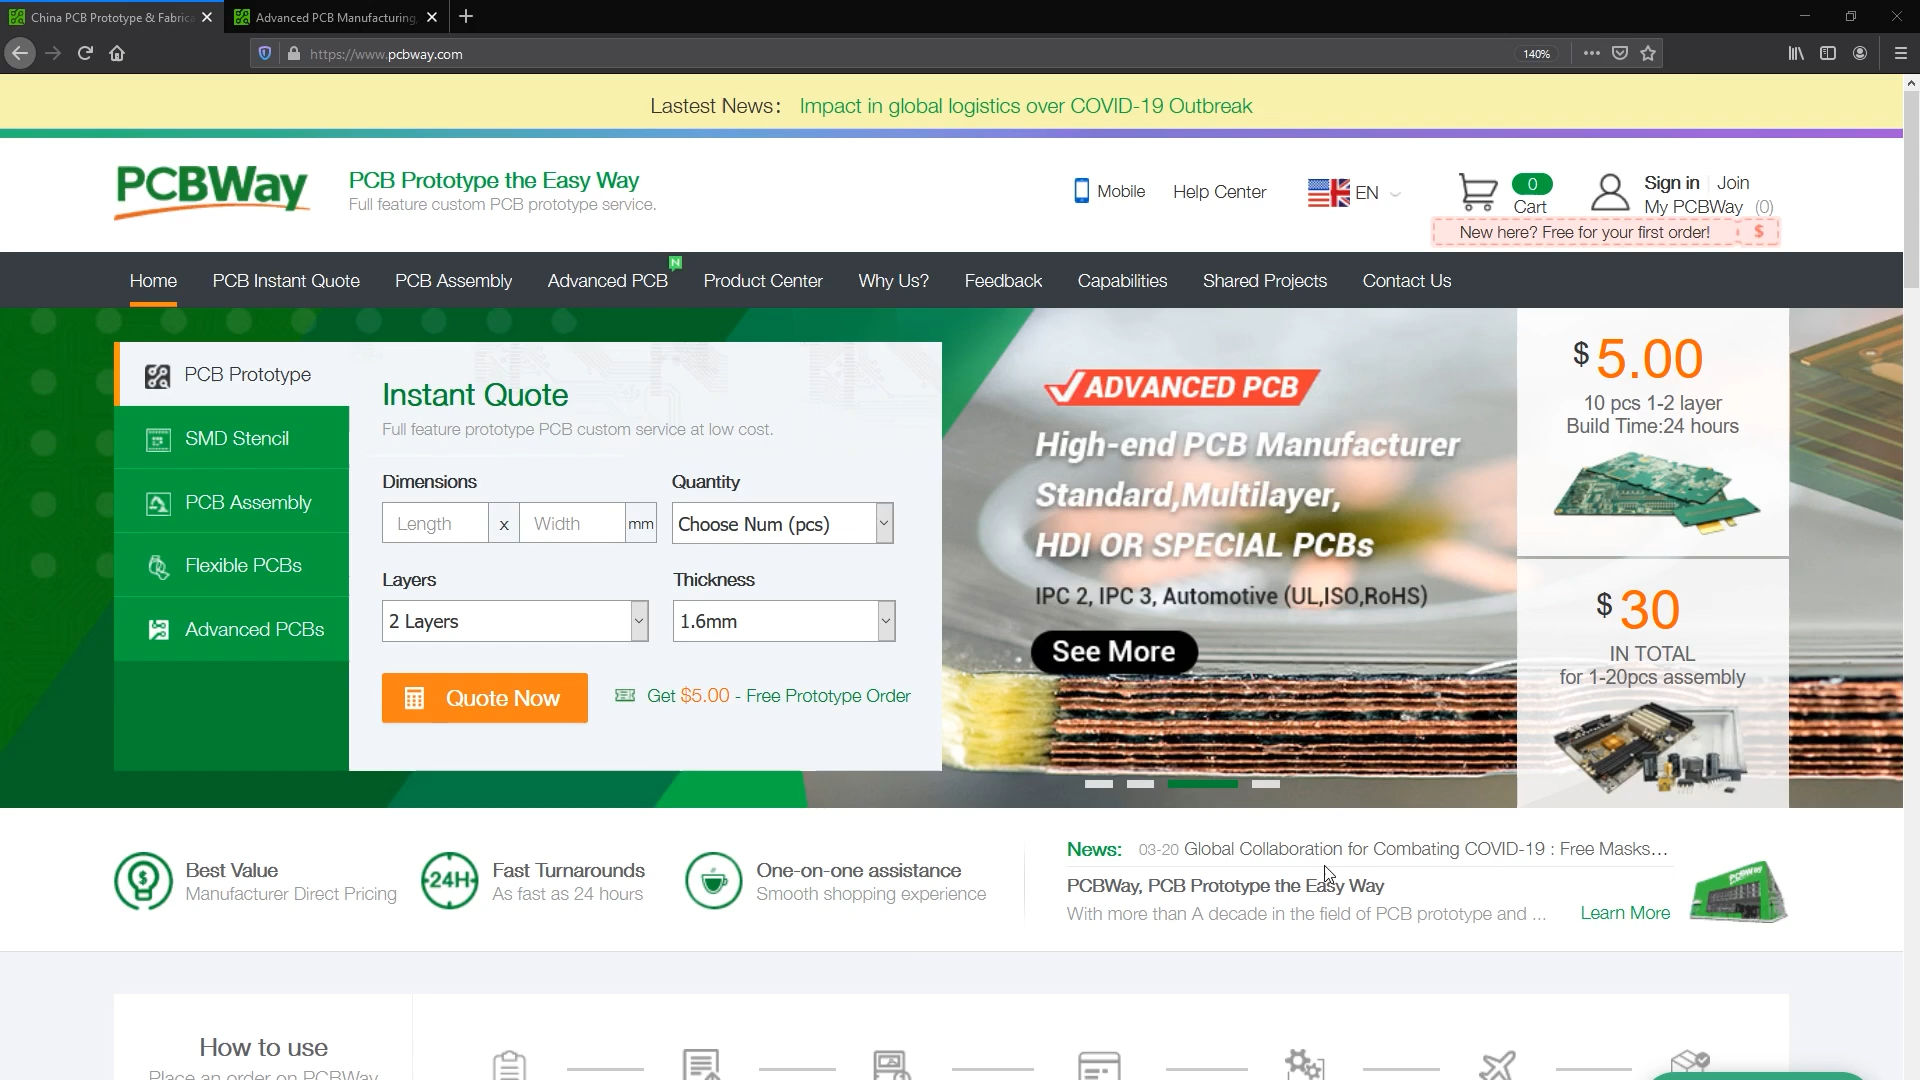 China PCB Prototype & Fabrica
Advanced PCB Manufacturing,
https://www.pcbway.com
140%
Lastest News: Impact in global logistics over COVID-19 Outbreak
PCBWay
PCB Prototype the Easy Way
Full feature custom PCB prototype service.
Mobile
Help Center
EN
0
Cart
Sign in
Join
My PCBWay (0)
New here? Free for your first order! $
Home
PCB Instant Quote
PCB Assembly
Advanced PCB
N
Product Center
Why Us?
Feedback
Capabilities
Shared Projects
Contact Us
PCB Prototype
SMD Stencil
PCB Assembly
Flexible PCBs
Advanced PCBs
Instant Quote
Full feature prototype PCB custom service at low cost.
Dimensions
Quantity
Length x Width mm
Choose Num (pcs)
Layers
Thickness
2 Layers
1.6mm
Quote Now
Get $5.00 - Free Prototype Order
ADVANCED PCB
High-end PCB Manufacturer
Standard,Multilayer,
HDI OR SPECIAL PCBs
IPC 2, IPC 3, Automotive (UL,ISO,RoHS)
See More
$ 5.00
10 pcs 1-2 layer
Build Time:24 hours
$ 30
IN TOTAL
for 1-20pcs assembly
Best Value
Manufacturer Direct Pricing
24H
Fast Turnarounds
As fast as 24 hours
One-on-one assistance
Smooth shopping experience
News: 03-20 Global Collaboration for Combating COVID-19 : Free Masks...
PCBWay, PCB Prototype the Easy Way
With more than A decade in the field of PCB prototype and ...
Learn More
PCBWay
How to use
Place an order on PCBWay